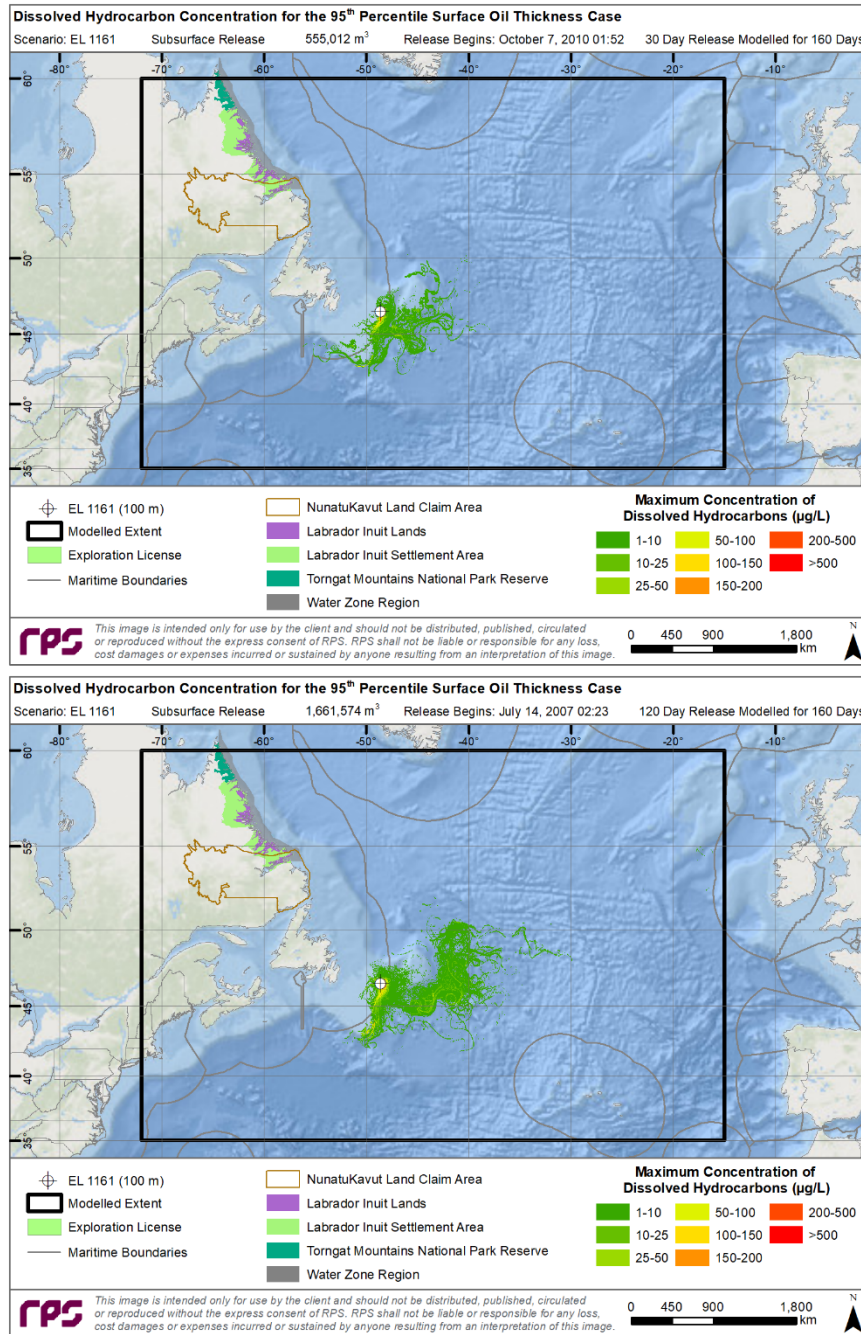 Dissolved Hydrocarbon Concentration for the 95th Percentile Surface Oil Thickness Case
Scenario: EL 1161 Subsurface Release 555,012 m³ Release Begins: October 7, 2010 01:52 30 Day Release Modelled for 160 Days
-80° -70° -60° -50° -40° -30° -20° -10°
60°
55°
50°
45°
40°
35°
60°
55°
50°
45°
40°
35°
EL 1161 (100 m)
Modelled Extent
Exploration License
Maritime Boundaries
NunatuKavut Land Claim Area
Labrador Inuit Lands
Labrador Inuit Settlement Area
Torngat Mountains National Park Reserve
Water Zone Region
Maximum Concentration of
Dissolved Hydrocarbons (µg/L)
1-10 50-100 200-500
10-25 100-150 >500
25-50 150-200
rps
This image is intended only for use by the client and should not be distributed, published, circulated
or reproduced without the express consent of RPS. RPS shall not be liable or responsible for any loss,
cost damages or expenses incurred or sustained by anyone resulting from an interpretation of this image.
0 450 900 1,800
km
N
Dissolved Hydrocarbon Concentration for the 95th Percentile Surface Oil Thickness Case
Scenario: EL 1161 Subsurface Release 1,661,574 m³ Release Begins: July 14, 2007 02:23 120 Day Release Modelled for 160 Days
-80° -70° -60° -50° -40° -30° -20° -10°
60°
55°
50°
45°
40°
35°
60°
55°
50°
45°
40°
35°
EL 1161 (100 m)
Modelled Extent
Exploration License
Maritime Boundaries
NunatuKavut Land Claim Area
Labrador Inuit Lands
Labrador Inuit Settlement Area
Torngat Mountains National Park Reserve
Water Zone Region
Maximum Concentration of
Dissolved Hydrocarbons (µg/L)
1-10 50-100 200-500
10-25 100-150 >500
25-50 150-200
rps
This image is intended only for use by the client and should not be distributed, published, circulated
or reproduced without the express consent of RPS. RPS shall not be liable or responsible for any loss,
cost damages or expenses incurred or sustained by anyone resulting from an interpretation of this image.
0 450 900 1,800
km
N